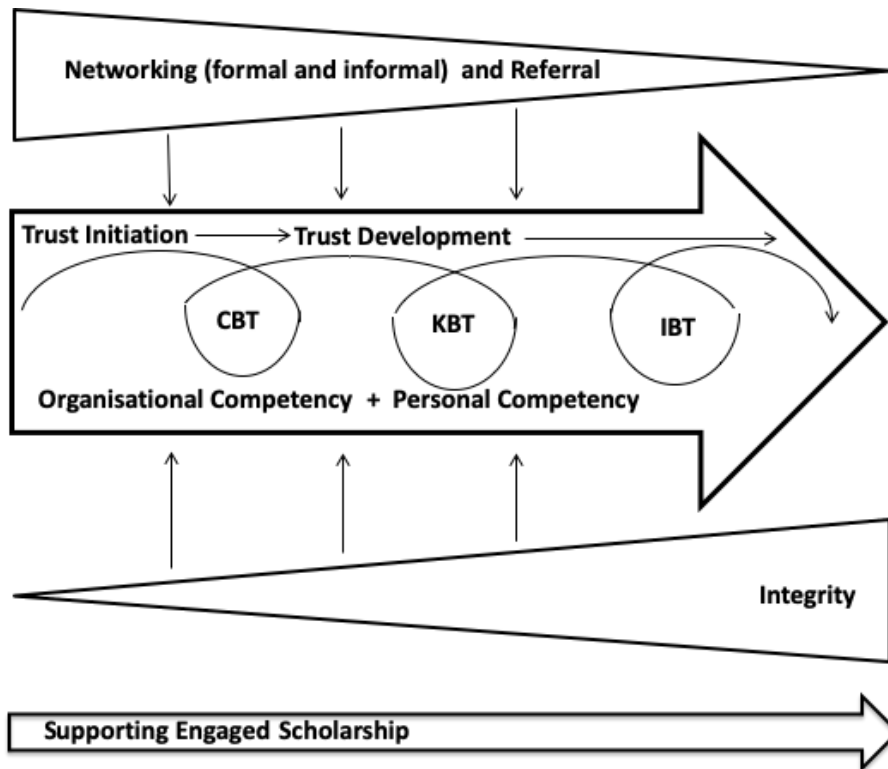 Networking (formal and informal) and Referral
Trust Initiation Trust Development
CBT KBT IBT
Organisational Competency + Personal Competency
Integrity
Supporting Engaged Scholarship